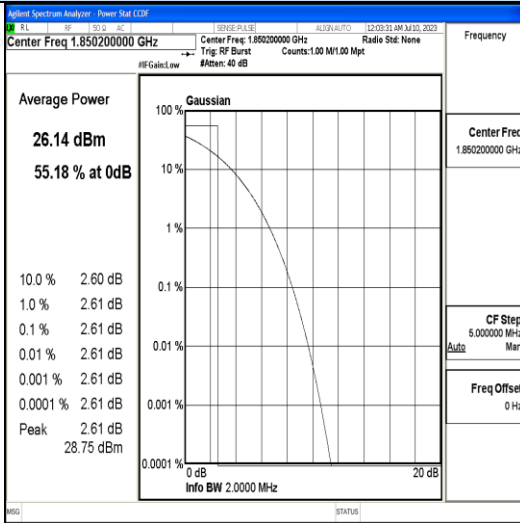 Agilent Spectrum Analyzer - Power Stat CCDF
RL RF 50 Ω AC SENSE:PULSE ALIGN AUTO 12:03:31 AM Jul 10, 2023
Center Freq 1.850200000 GHz
Center Freq: 1.850200000 GHz Radio Std: None
Trig: RF Burst Counts:1.00 M/1.00 Mpt
#IFGain:Low #Atten: 40 dB
Frequency
Average Power
26.14 dBm
55.18 % at 0dB
10.0 % 2.60 dB
1.0 % 2.61 dB
0.1 % 2.61 dB
0.01 % 2.61 dB
0.001 % 2.61 dB
0.0001 % 2.61 dB
Peak 2.61 dB
28.75 dBm
Gaussian
100 %
10 %
1 %
0.1 %
0.01 %
0.001 %
0.0001 %
0 dB 20 dB
Info BW 2.0000 MHz
Center Freq
1.850200000 GHz
CF Step
5.000000 MHz
Auto Man
Freq Offset
0 Hz
MSG STATUS